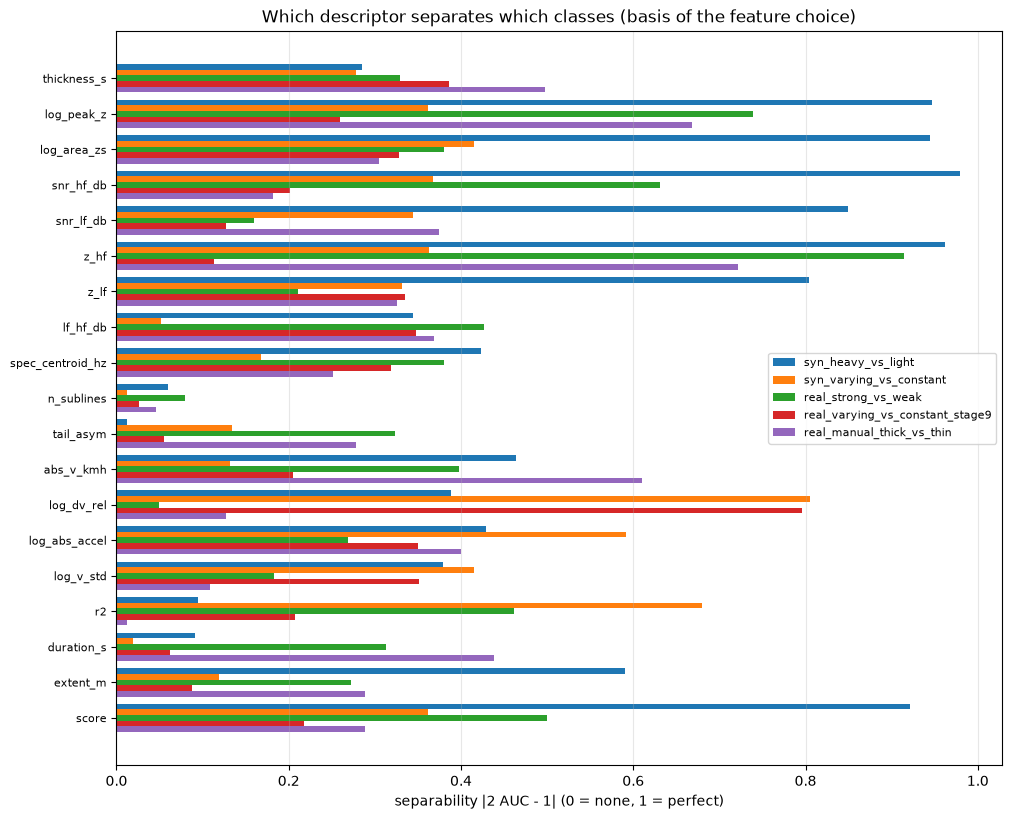 Which descriptor separates which classes (basis of the feature choice)
thickness_s
log_peak_z
log_area_zs
snr_hf_db
snr_lf_db
z_hf
z_lf
lf_hf_db
spec_centroid_hz
n_sublines
tail_asym
abs_v_kmh
log_dv_rel
log_abs_accel
log_v_std
r2
duration_s
extent_m
score
syn_heavy_vs_light
syn_varying_vs_constant
real_strong_vs_weak
real_varying_vs_constant_stage9
real_manual_thick_vs_thin
0.0 0.2 0.4 0.6 0.8 1.0
separability |2 AUC - 1| (0 = none, 1 = perfect)